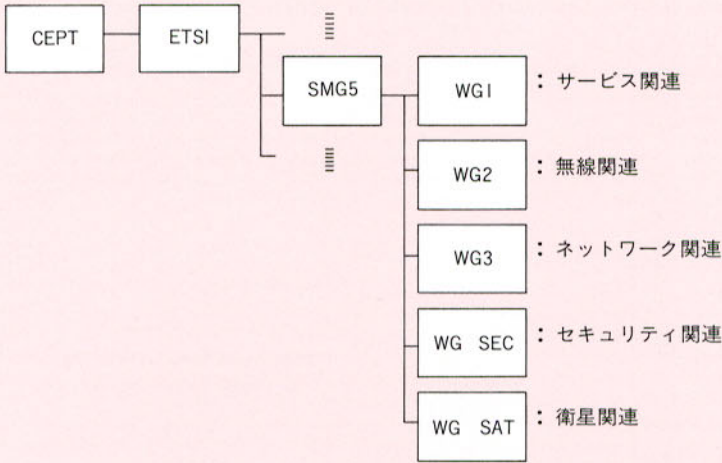 CEPT
ETSI
SMG5
WG1 : サービス関連
WG2 : 無線関連
WG3 : ネットワーク関連
WG SEC : セキュリティ関連
WG SAT : 衛星関連